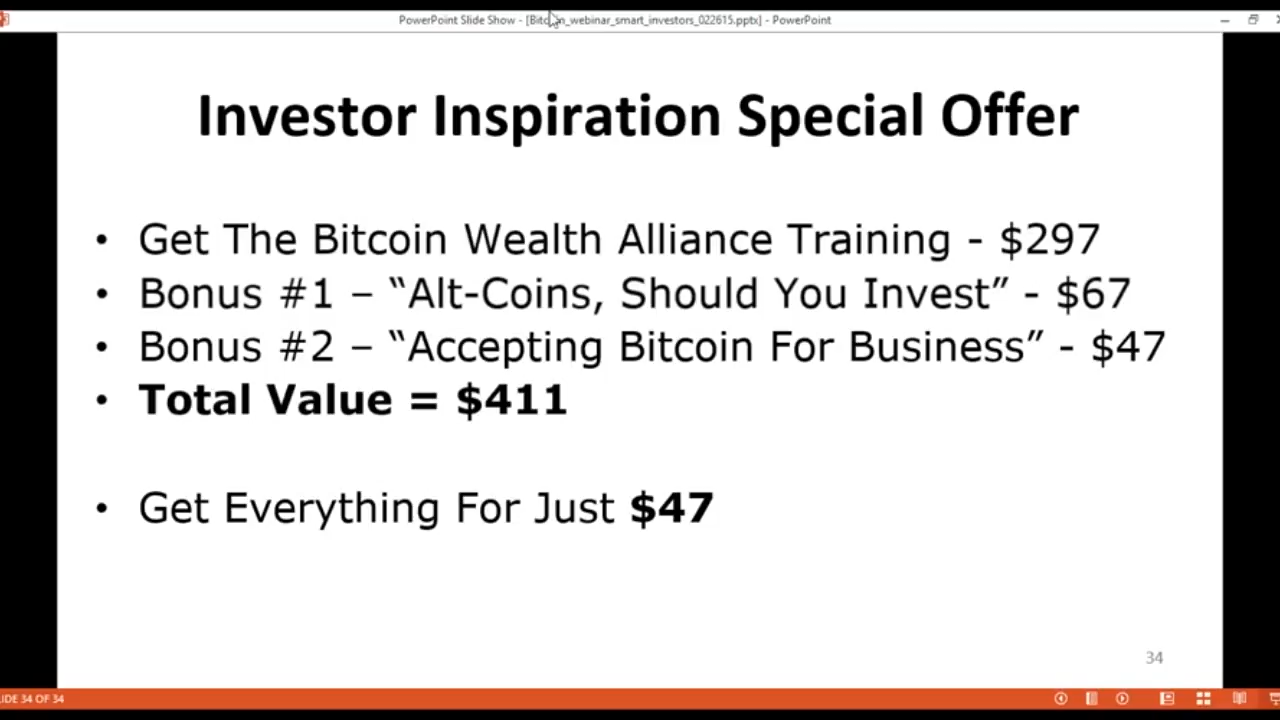 PowerPoint Slide Show - [Bitcoin_webinar_smart_investors_022615.pptx] - PowerPoint
Investor Inspiration Special Offer
• Get The Bitcoin Wealth Alliance Training - $297
• Bonus #1 – “Alt-Coins, Should You Invest” - $67
• Bonus #2 – “Accepting Bitcoin For Business” - $47
• Total Value = $411
• Get Everything For Just $47
34
LIDE 34 OF 34